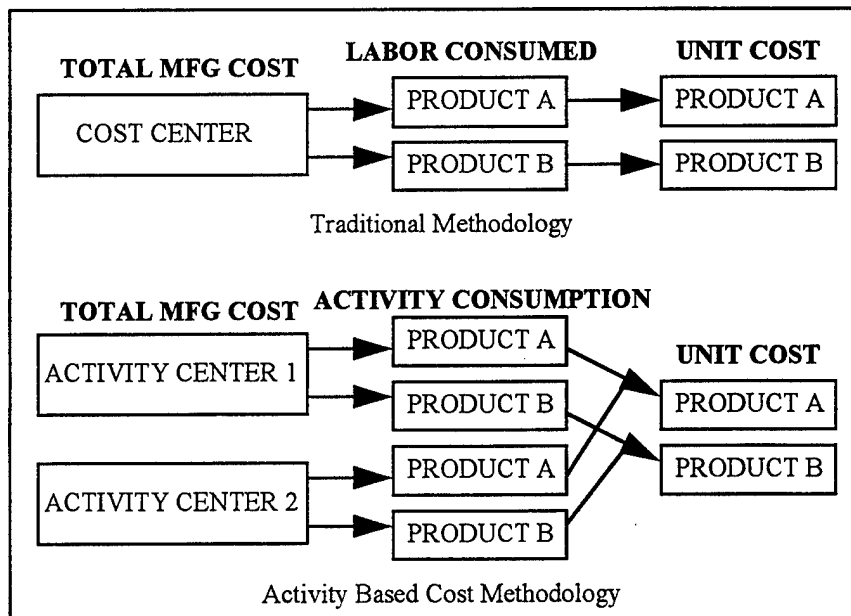 TOTAL MFG COST
LABOR CONSUMED
UNIT COST
COST CENTER
PRODUCT A
PRODUCT A
PRODUCT B
PRODUCT B
Traditional Methodology
TOTAL MFG COST
ACTIVITY CONSUMPTION
UNIT COST
ACTIVITY CENTER 1
PRODUCT A
PRODUCT B
PRODUCT A
PRODUCT B
ACTIVITY CENTER 2
PRODUCT A
PRODUCT B
Activity Based Cost Methodology